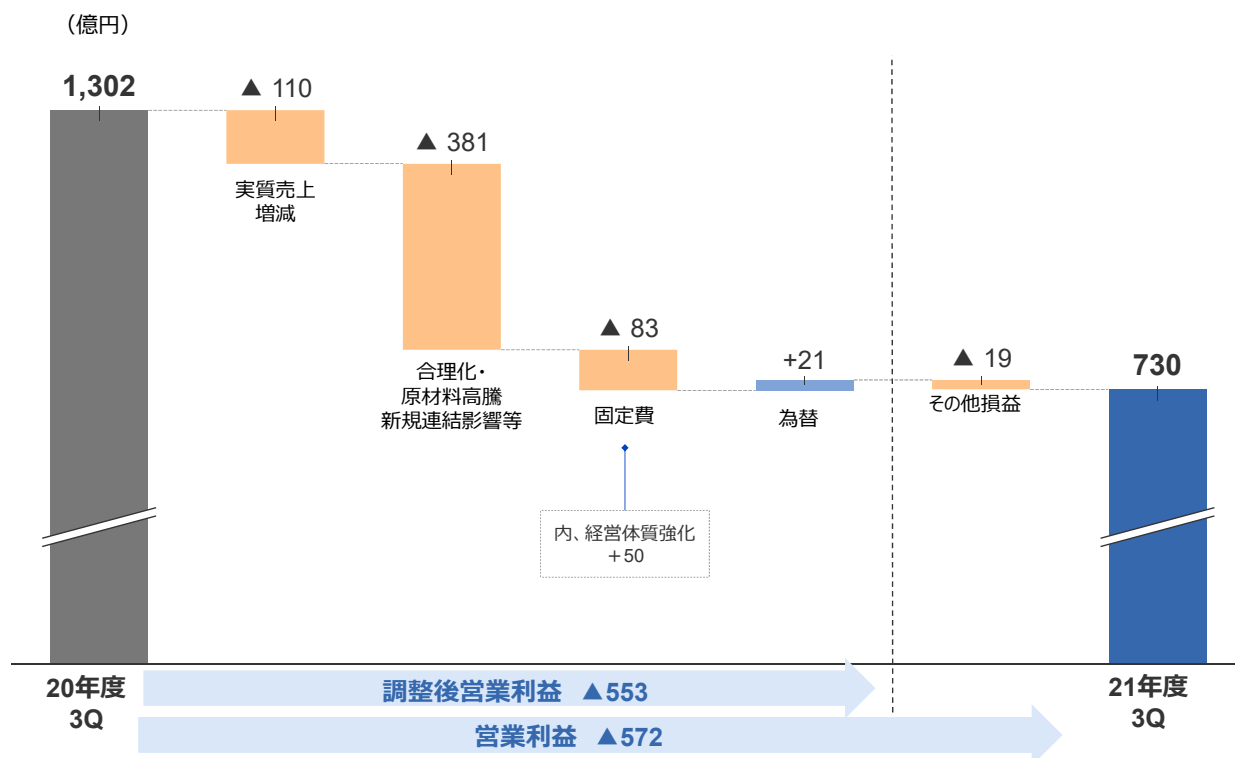 （億円）
1,302
▲ 110
実質売上
増減
▲ 381
合理化・
原材料高騰
新規連結影響等
▲ 83
固定費
内、経営体質強化
＋50
+21
為替
▲ 19
その他損益
730
20年度
3Q
調整後営業利益 ▲553
営業利益 ▲572
21年度
3Q